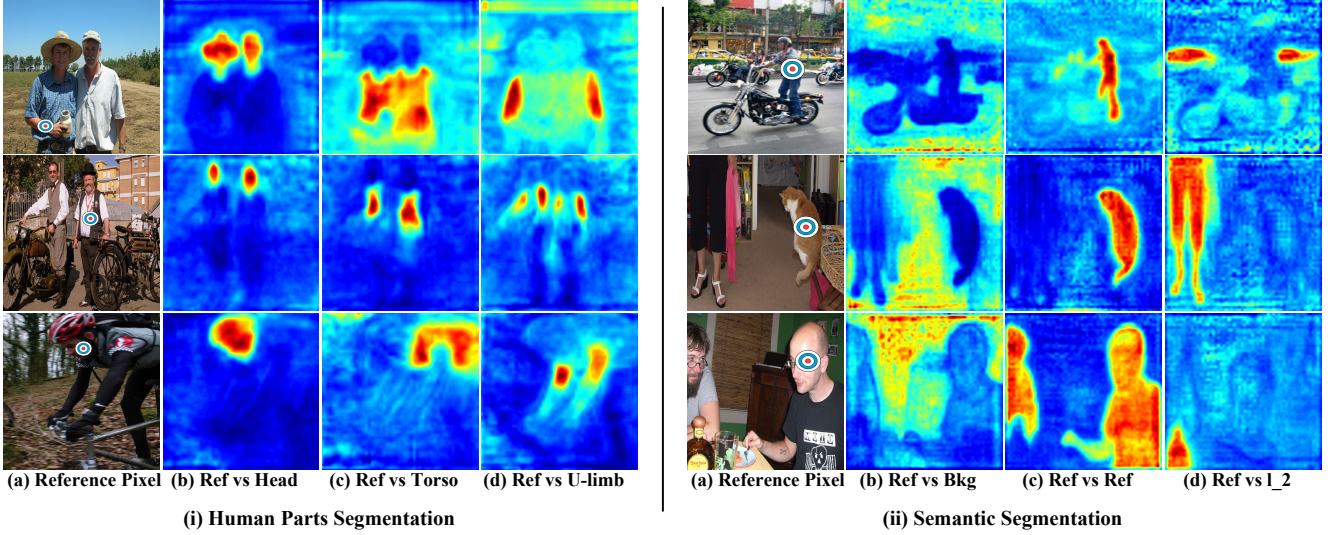 (a) Reference Pixel (b) Ref vs Head (c) Ref vs Torso (d) Ref vs U-limb
(i) Human Parts Segmentation
(a) Reference Pixel (b) Ref vs Bkg (c) Ref vs Ref (d) Ref vs l_2
(ii) Semantic Segmentation